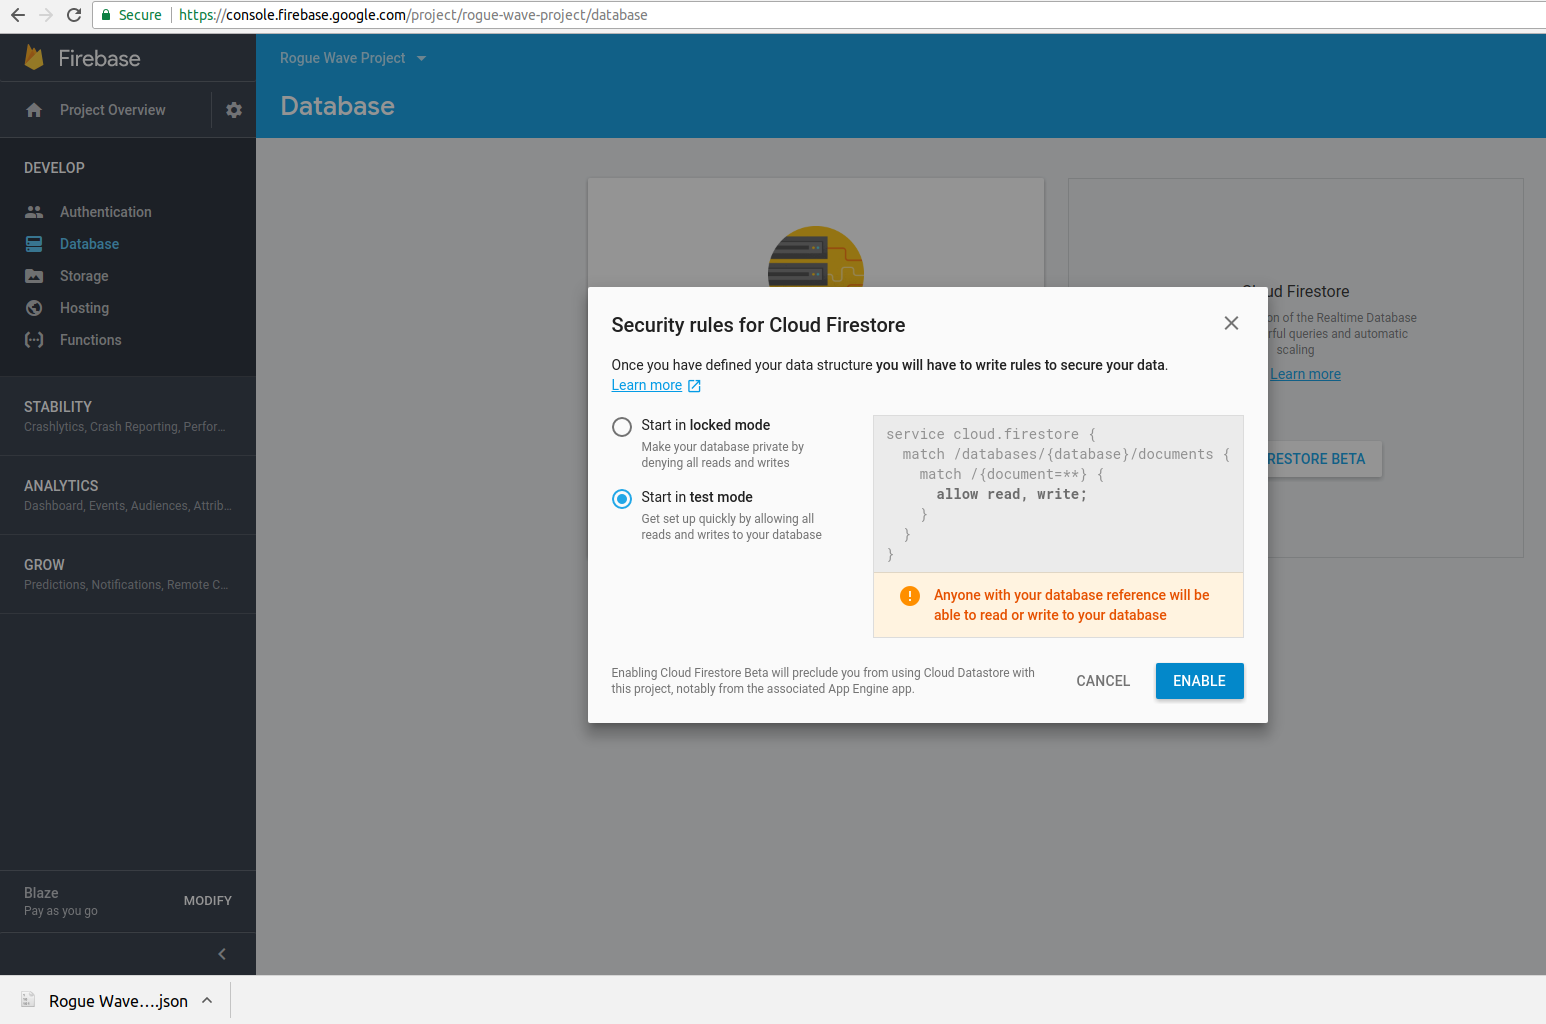 Secure https://console.firebase.google.com/project/rogue-wave-project/database
Firebase
Project Overview
DEVELOP
Authentication
Database
Storage
Hosting
Functions
STABILITY
Crashlytics, Crash Reporting, Perfor...
ANALYTICS
Dashboard, Events, Audiences, Attrib...
GROW
Predictions, Notifications, Remote C...
Blaze
Pay as you go
MODIFY
Rogue Wave Project
Database
Firestore
of the Realtime Database
queries and automatic
scaling
Learn more
BETA
Security rules for Cloud Firestore
Once you have defined your data structure you will have to write rules to secure your data.
Learn more
Start in locked mode
Make your database private by
denying all reads and writes
Start in test mode
Get set up quickly by allowing all
reads and writes to your database
service cloud.firestore {
match /databases/{database}/documents {
match /{document=**} {
allow read, write;
}
}
}
Anyone with your database reference will be
able to read or write to your database
Enabling Cloud Firestore Beta will preclude you from using Cloud Datastore with
this project, notably from the associated App Engine app.
CANCEL
ENABLE
Rogue Wave....json